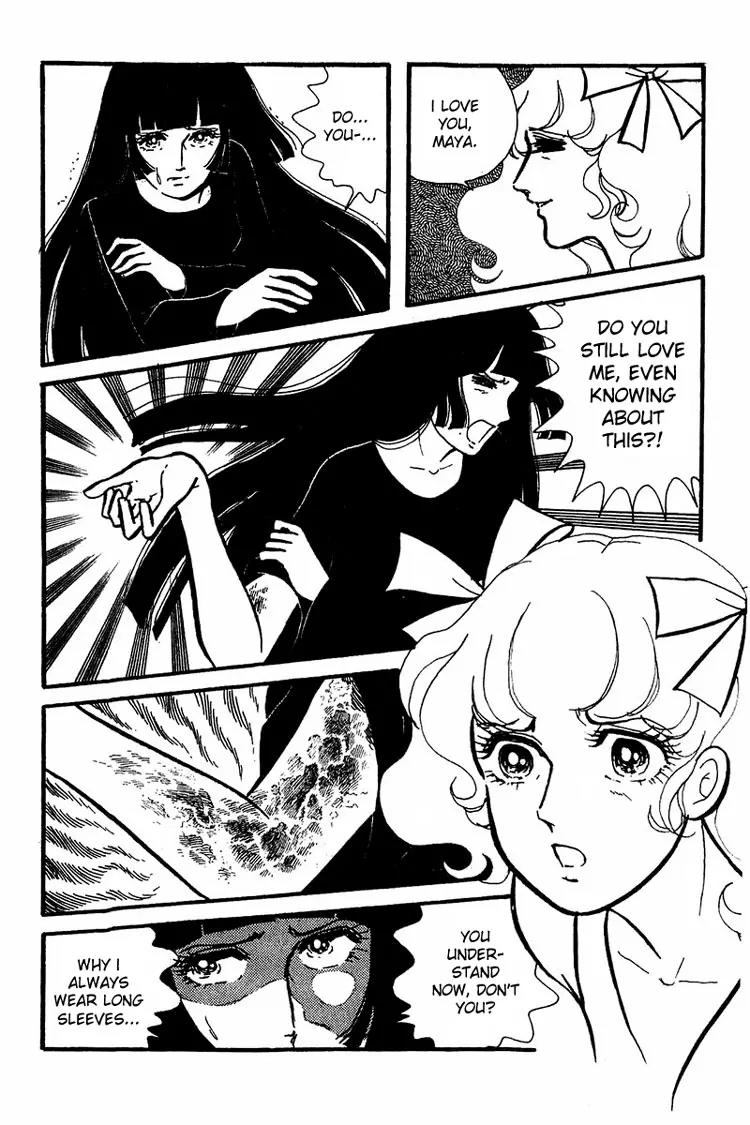 I LOVE
YOU,
MAYA.
DO...
YOU-...
DO YOU
STILL LOVE
ME, EVEN
KNOWING
ABOUT
THIS?!
YOU
UNDER-
STAND
NOW, DON'T
YOU?
WHY I
ALWAYS
WEAR LONG
SLEEVES...